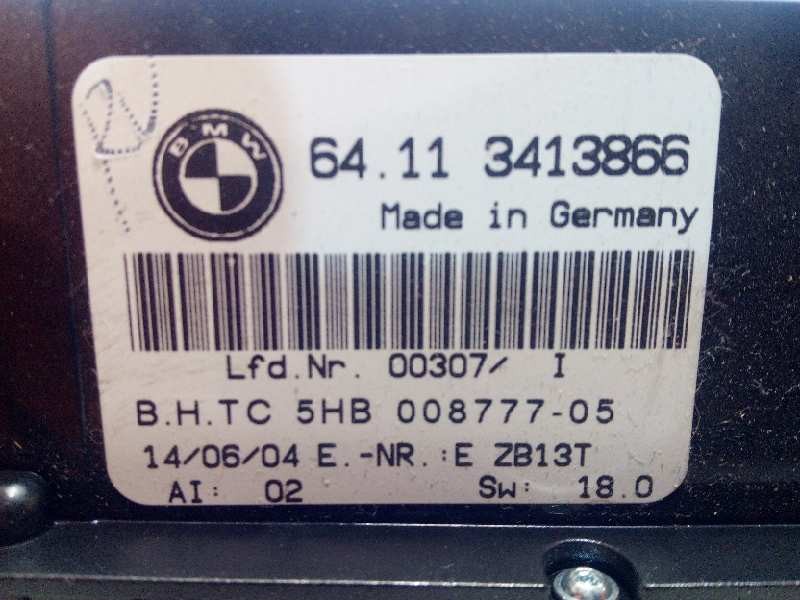 BMW
64.11 3413866
Made in Germany
Lfd.Nr. 00307/ I
B.H.TC 5HB 008777-05
14/06/04 E.-NR.:E ZB13T
AI: 02 Sw: 18.0